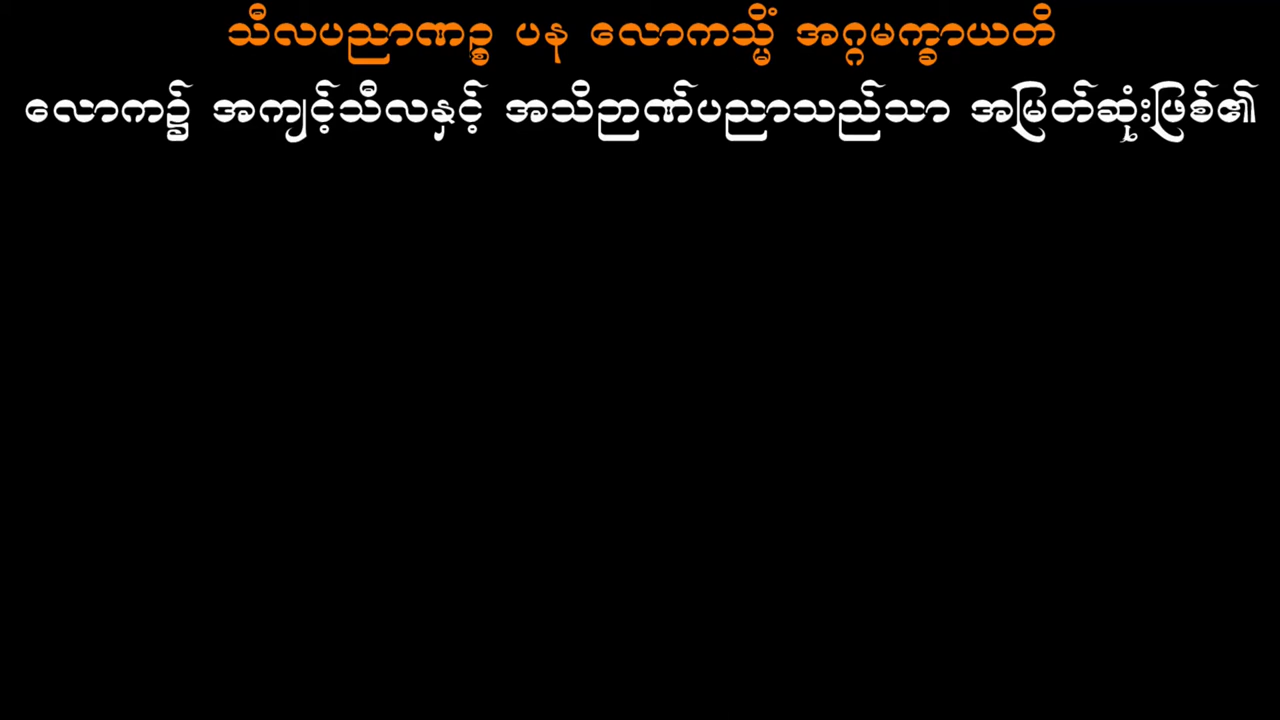 သီလပညာဏဉ္စ ပန လောကသ္မိံ အဂ္ဂမက္ခာယတိ
လောက၌ အကျင့်သီလနှင့် အသိဉာဏ်ပညာသည်သာ အမြတ်ဆုံးဖြစ်၏